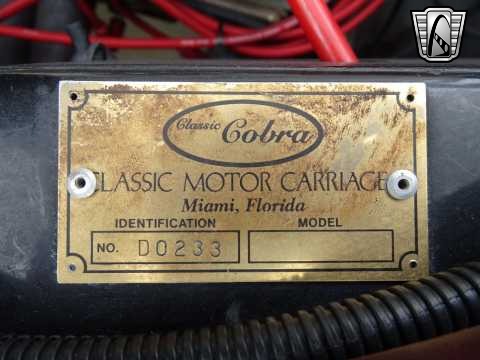 Classic Cobra
CLASSIC MOTOR CARRIAGE
Miami, Florida
IDENTIFICATION MODEL
NO. D0233